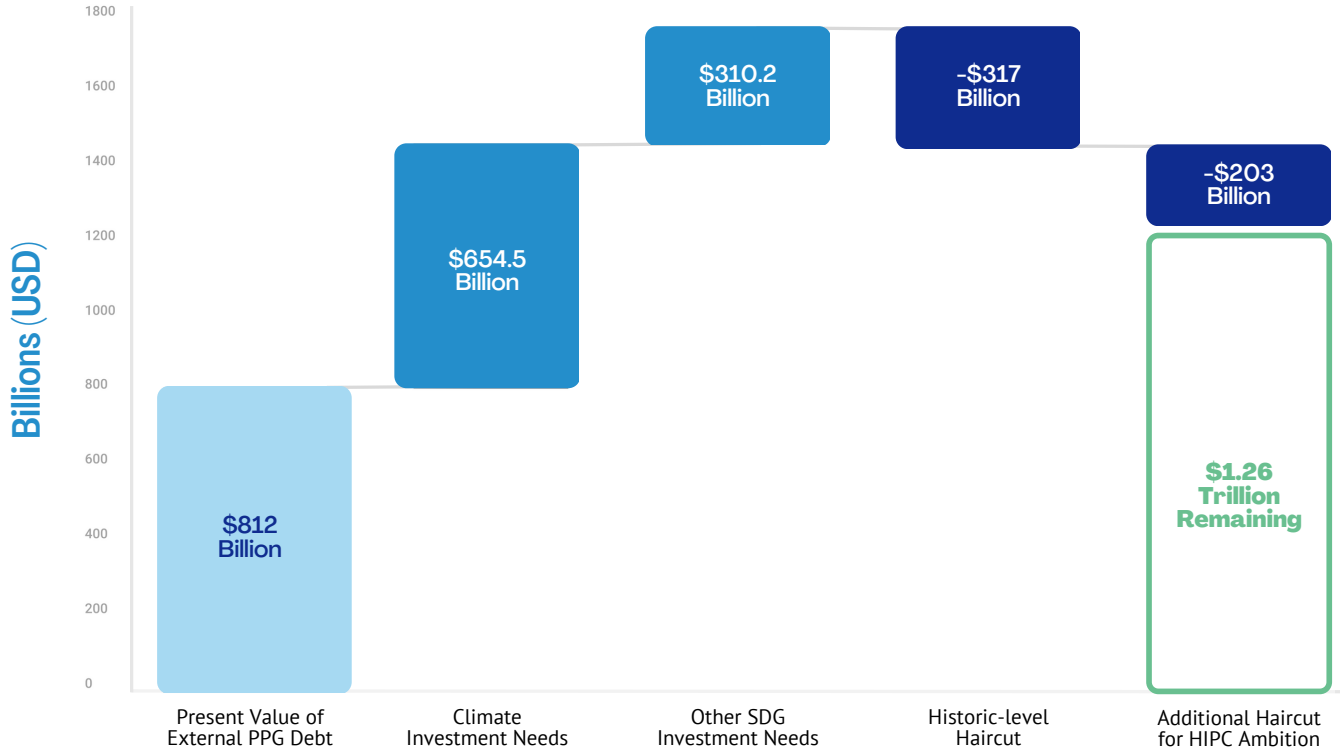 1800
1600
1400
1200
1000
800
600
400
200
0
Billions (USD)
$812
Billion
$654.5
Billion
$310.2
Billion
-$317
Billion
-$203
Billion
$1.26
Trillion
Remaining
Present Value of
External PPG Debt
Climate
Investment Needs
Other SDG
Investment Needs
Historic-level
Haircut
Additional Haircut
for HIPC Ambition